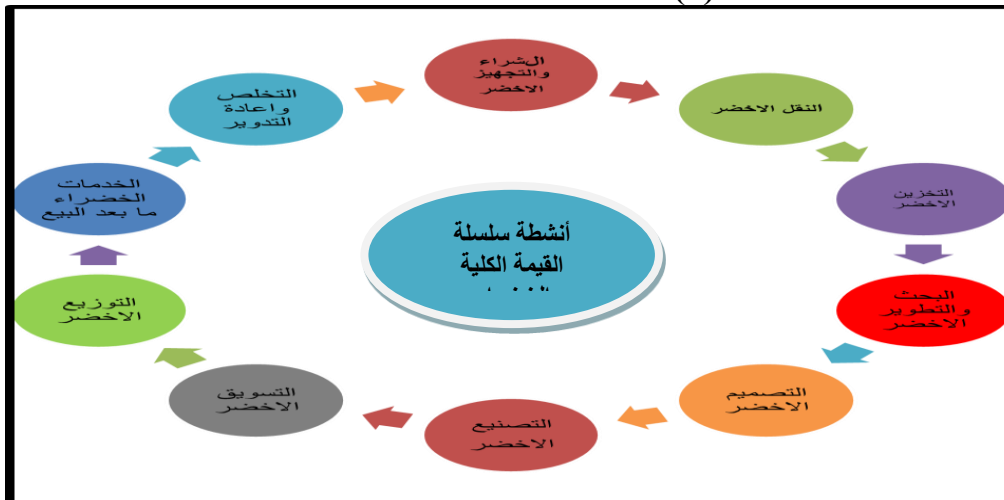 الشراء
والتجهيز
الاخضر
النقل الاخضر
التخزين
الاخضر
البحث
والتطوير
الاخضر
التصميم
الاخضر
التصنيع
الاخضر
التسويق
الاخضر
التوزيع
الاخضر
الخدمات
الخضراء
ما بعد البيع
التخلص
واعادة
التدوير
أنشطة سلسلة
القيمة الكلية